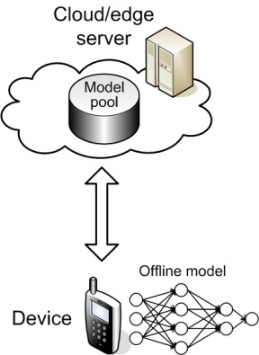 Cloud/edge
server
Model
pool
Offline model
Device